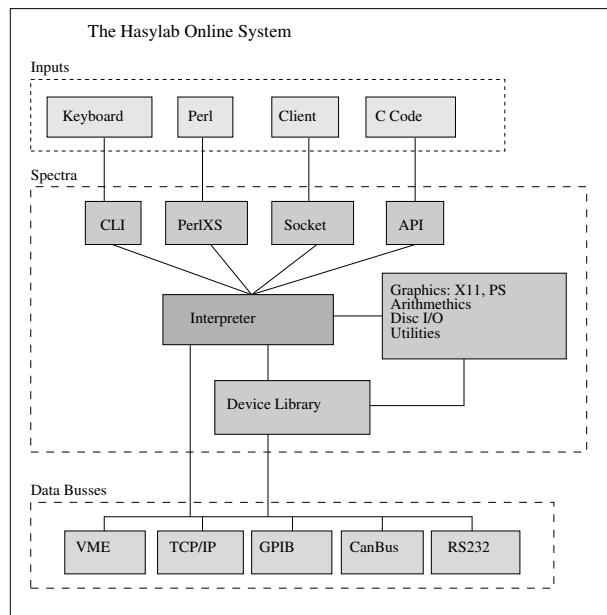 The Hasylab Online System
Inputs
Keyboard
Perl
Client
C Code
Spectra
CLI
PerlXS
Socket
API
Graphics: X11, PS
Arithmethics
Disc I/O
Utilities
Interpreter
Device Library
Data Busses
VME
TCP/IP
GPIB
CanBus
RS232